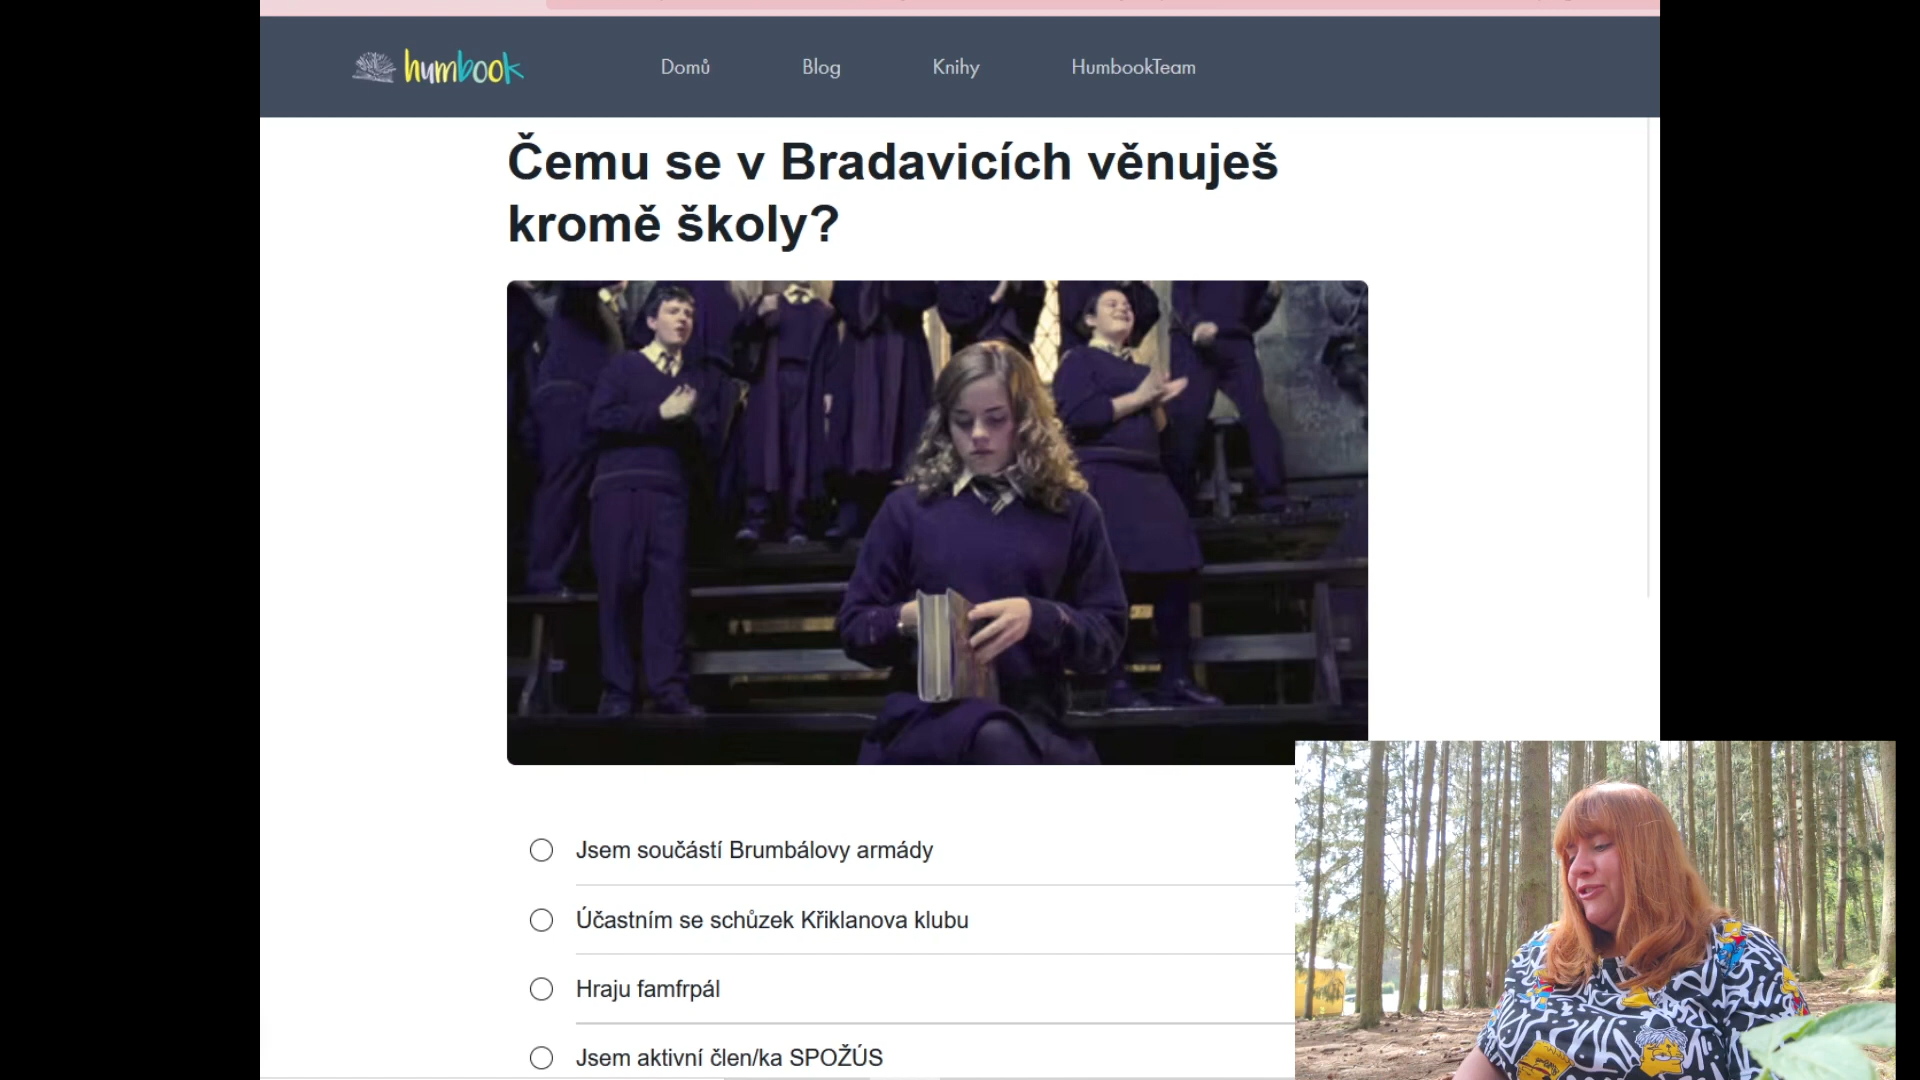 humbook
Domů
Blog
Knihy
HumbookTeam
Čemu se v Bradavicích věnuješ
kromě školy?
Jsem součástí Brumbálovy armády
Účastním se schůzek Křiklanova klubu
Hraju famfrpál
Jsem aktivní člen/ka SPOŽÚS